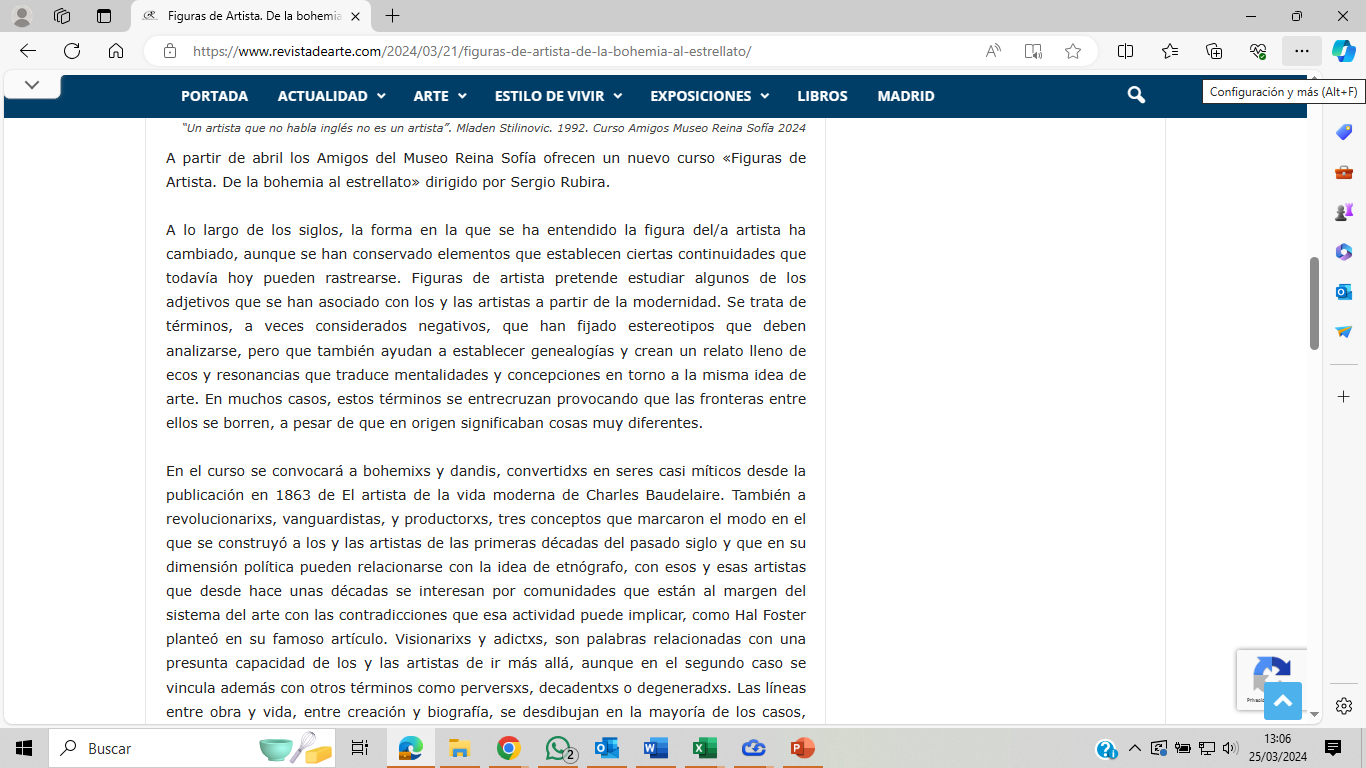 Figuras de Artista. De la bohemia
https://www.revistadearte.com/2024/03/21/figuras-de-artista-de-la-bohemia-al-estrellato/
Configuración y más (Alt+F)
PORTADA ACTUALIDAD ARTE ESTILO DE VIVIR EXPOSICIONES LIBROS MADRID
“Un artista que no habla inglés no es un artista”. Mladen Stilinovic. 1992. Curso Amigos Museo Reina Sofía 2024
A partir de abril los Amigos del Museo Reina Sofía ofrecen un nuevo curso «Figuras de
Artista. De la bohemia al estrellato» dirigido por Sergio Rubira.
A lo largo de los siglos, la forma en la que se ha entendido la figura del/a artista ha
cambiado, aunque se han conservado elementos que establecen ciertas continuidades que
todavía hoy pueden rastrearse. Figuras de artista pretende estudiar algunos de los
adjetivos que se han asociado con los y las artistas a partir de la modernidad. Se trata de
términos, a veces considerados negativos, que han fijado estereotipos que deben
analizarse, pero que también ayudan a establecer genealogías y crean un relato lleno de
ecos y resonancias que traduce mentalidades y concepciones en torno a la misma idea de
arte. En muchos casos, estos términos se entrecruzan provocando que las fronteras entre
ellos se borren, a pesar de que en origen significaban cosas muy diferentes.
En el curso se convocará a bohemixs y dandis, convertidxs en seres casi míticos desde la
publicación en 1863 de El artista de la vida moderna de Charles Baudelaire. También a
revolucionarixs, vanguardistas, y productorxs, tres conceptos que marcaron el modo en el
que se construyó a los y las artistas de las primeras décadas del pasado siglo y que en su
dimensión política pueden relacionarse con la idea de etnógrafo, con esos y esas artistas
que desde hace unas décadas se interesan por comunidades que están al margen del
sistema del arte con las contradicciones que esa actividad puede implicar, como Hal Foster
planteó en su famoso artículo. Visionarixs y adictxs, son palabras relacionadas con una
presunta capacidad de los y las artistas de ir más allá, aunque en el segundo caso se
vincula además con otros términos como perversxs, decadentxs o degeneradxs. Las líneas
entre obra y vida, entre creación y biografía, se desdibujan en la mayoría de los casos,
Buscar
2
13:06
25/03/2024